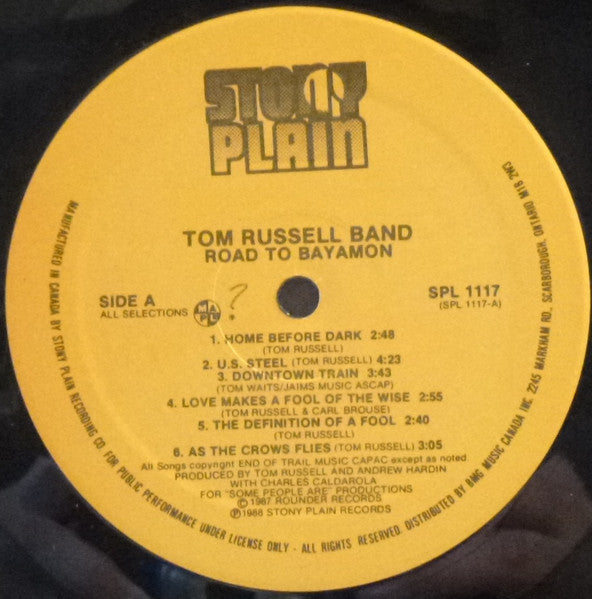 STONY
PLAIN
TOM RUSSELL BAND
ROAD TO BAYAMON
SIDE A
ALL SELECTIONS
MAPL
?
SPL 1117
(SPL 1117-A)
1. HOME BEFORE DARK 2:48
(TOM RUSSELL)
2. U.S. STEEL (TOM RUSSELL) 4:23
3. DOWNTOWN TRAIN 3:43
(TOM WAITS/JAIMS MUSIC ASCAP)
4. LOVE MAKES A FOOL OF THE WISE 2:55
(TOM RUSSELL & CARL BROUSE)
5. THE DEFINITION OF A FOOL 2:40
(TOM RUSSELL)
6. AS THE CROWS FLIES (TOM RUSSELL) 3:05
All Songs copyright END OF TRAIL MUSIC CAPAC except as noted.
PRODUCED BY TOM RUSSELL AND ANDREW HARDIN
WITH CHARLES CALDAROLA
FOR "SOME PEOPLE ARE" PRODUCTIONS
©1987 ROUNDER RECORDS
℗1988 STONY PLAIN RECORDS
MANUFACTURED IN CANADA BY STONY PLAIN RECORDING CO. FOR PUBLIC PERFORMANCE UNDER LICENSE ONLY - ALL RIGHTS RESERVED. DISTRIBUTED BY BMG MUSIC CANADA INC. 2245 MARKHAM RD, SCARBOROUGH, ONTARIO M1B 2W3